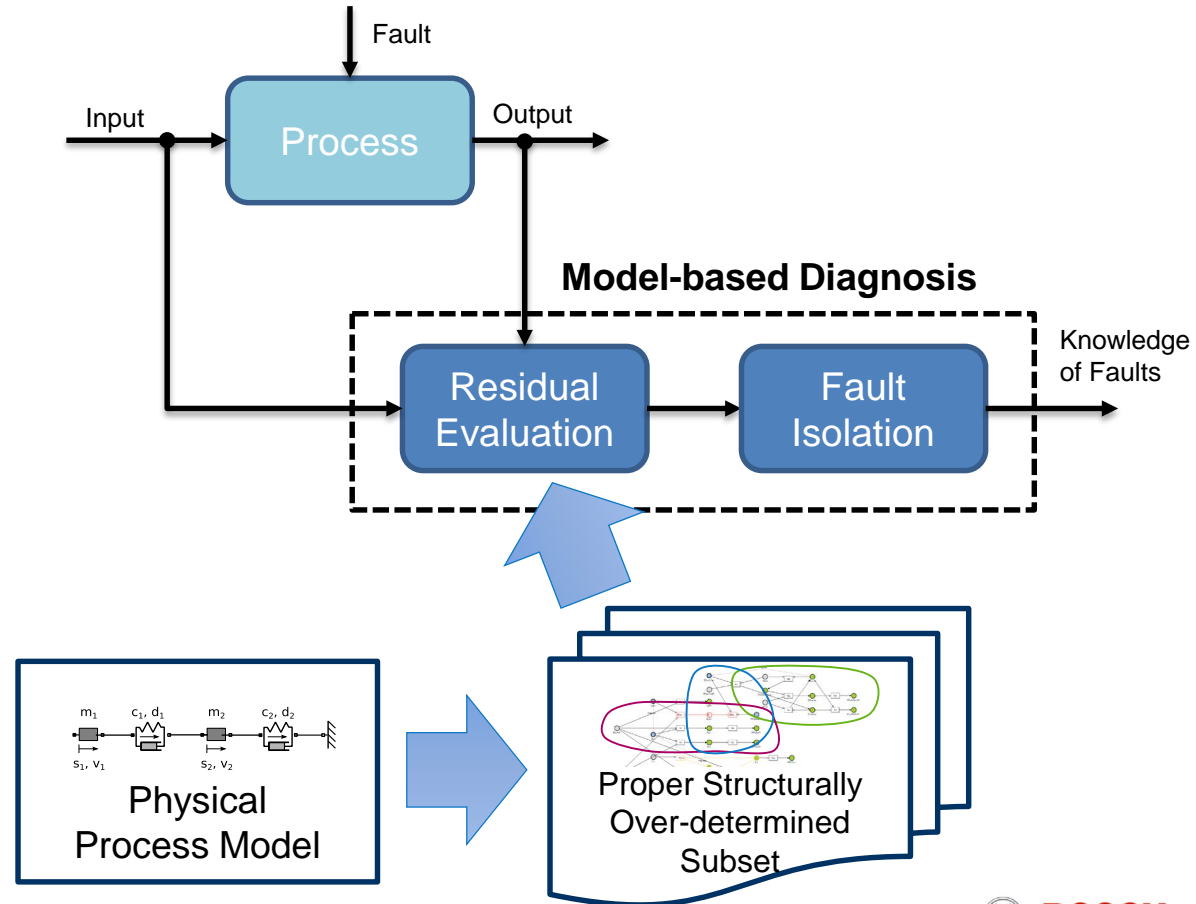 Fault
Input
Output
Process
Model-based Diagnosis
Knowledge
of Faults
Residual
Evaluation
Fault
Isolation
m₁
c₁, d₁
m₂
c₂, d₂
s₁, v₁
s₂, v₂
Physical
Process Model
Proper Structurally
Over-determined
Subset